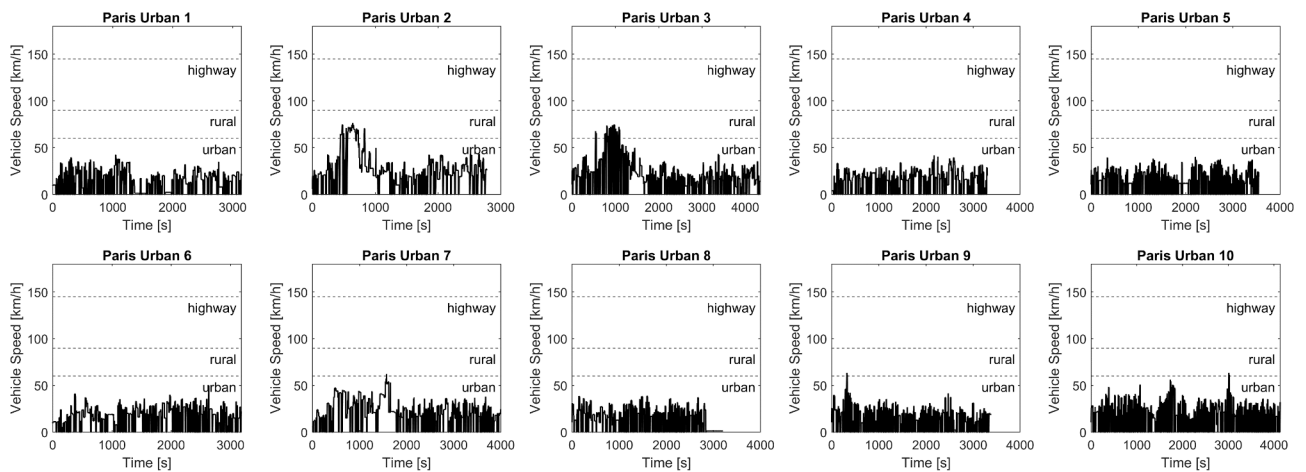 Paris Urban 1
Vehicle Speed [km/h]
150
100
50
0
highway
rural
urban
0 1000 2000 3000
Time [s]
Paris Urban 2
Vehicle Speed [km/h]
150
100
50
0
highway
rural
urban
0 1000 2000 3000
Time [s]
Paris Urban 3
Vehicle Speed [km/h]
150
100
50
0
highway
rural
urban
0 1000 2000 3000 4000
Time [s]
Paris Urban 4
Vehicle Speed [km/h]
150
100
50
0
highway
rural
urban
0 1000 2000 3000 4000
Time [s]
Paris Urban 5
Vehicle Speed [km/h]
150
100
50
0
highway
rural
urban
0 1000 2000 3000 4000
Time [s]
Paris Urban 6
Vehicle Speed [km/h]
150
100
50
0
highway
rural
urban
0 1000 2000 3000
Time [s]
Paris Urban 7
Vehicle Speed [km/h]
150
100
50
0
highway
rural
urban
0 1000 2000 3000 4000
Time [s]
Paris Urban 8
Vehicle Speed [km/h]
150
100
50
0
highway
rural
urban
0 1000 2000 3000 4000
Time [s]
Paris Urban 9
Vehicle Speed [km/h]
150
100
50
0
highway
rural
urban
0 1000 2000 3000 4000
Time [s]
Paris Urban 10
Vehicle Speed [km/h]
150
100
50
0
highway
rural
urban
0 1000 2000 3000 4000
Time [s]